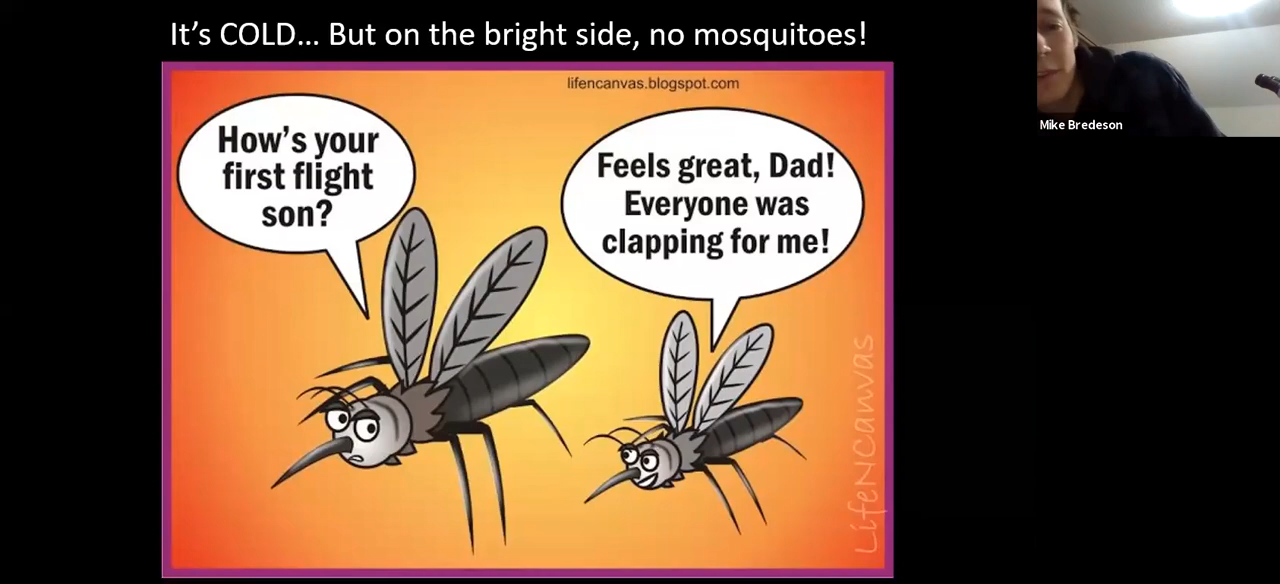 It’s COLD… But on the bright side, no mosquitoes!
Mike Bredeson
lifencanvas.blogspot.com
How’s your
first flight
son?
Feels great, Dad!
Everyone was
clapping for me!
LifeNCanvas